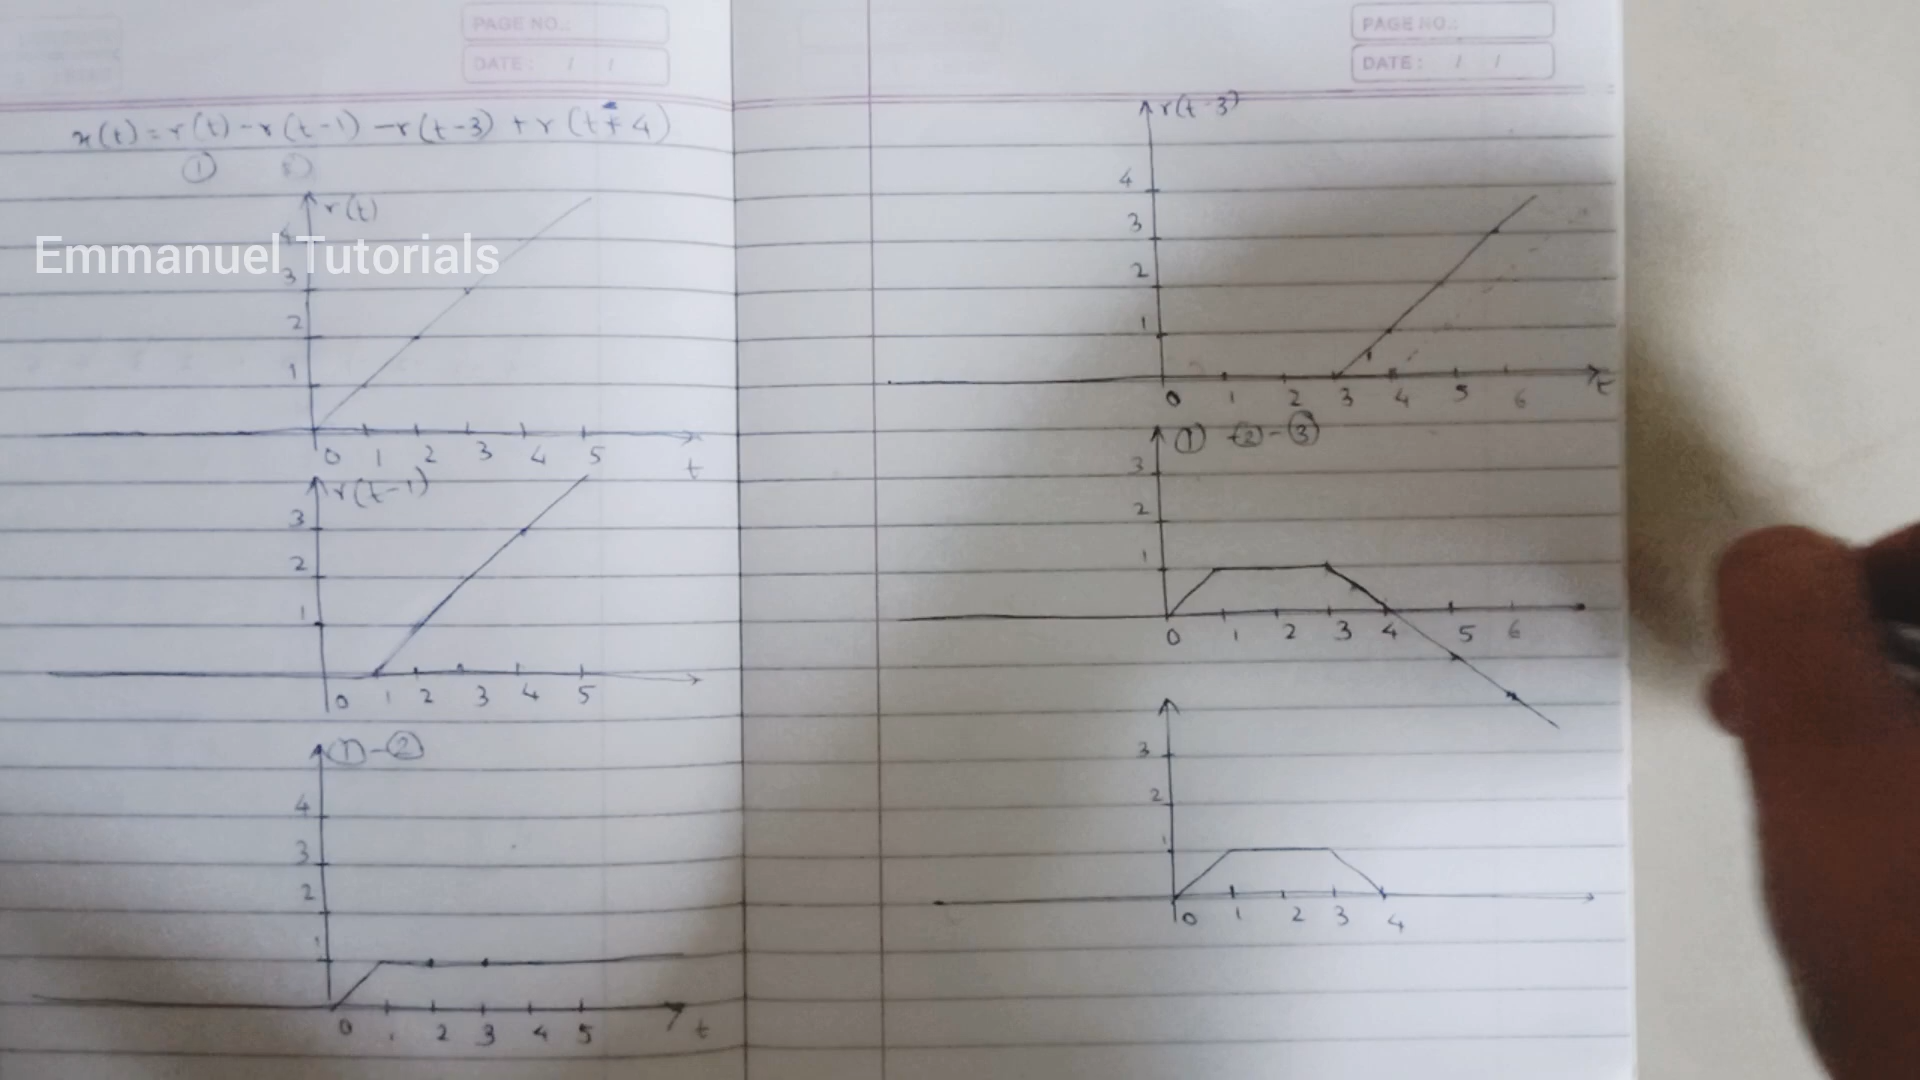 PAGE NO.:
DATE: / /
x(t) = r(t) - r(t-1) - r(t-3) + r(t-4)
①
r(t)
Emmanuel Tutorials
4
3
2
1
0 1 2 3 4 5 t
r(t-1)
3
2
1
0 1 2 3 4 5
① - ②
4
3
2
1
0 1 2 3 4 5 t
PAGE NO.:
DATE: / /
r(t-3)
4
3
2
1
0 1 2 3 4 5 6 t
① - ② - ③
3
2
1
0 1 2 3 4 5 6
3
2
1
0 1 2 3 4